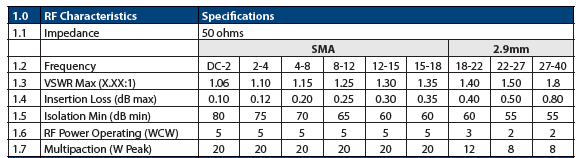 1.0 RF Characteristics Specifications
1.1 Impedance 50 ohms
SMA 2.9mm
1.2 Frequency DC-2 2-4 4-8 8-12 12-15 15-18 18-22 22-27 27-40
1.3 VSWR Max (X.XX:1) 1.06 1.10 1.15 1.25 1.30 1.35 1.40 1.50 1.8
1.4 Insertion Loss (dB max) 0.10 0.12 0.20 0.25 0.30 0.35 0.40 0.50 0.80
1.5 Isolation Min (dB min) 80 75 70 65 60 60 60 55 55
1.6 RF Power Operating (WCW) 5 5 5 5 5 5 3 2 2
1.7 Multipaction (W Peak) 20 20 20 20 20 20 12 8 8